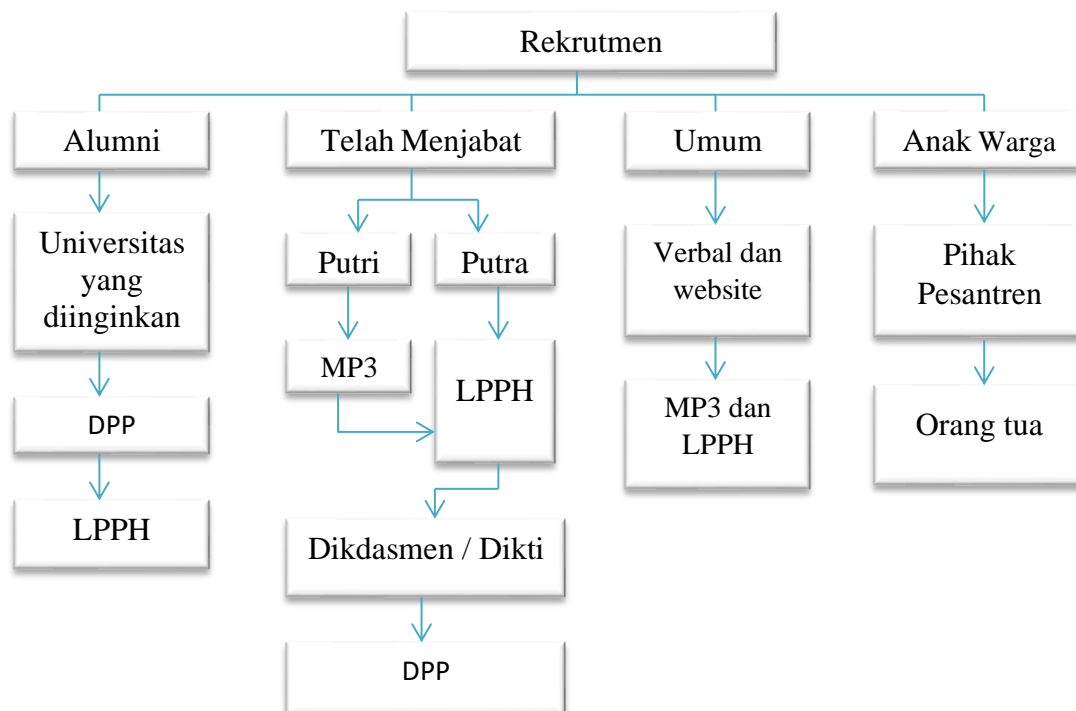 Rekrutmen
Alumni
Telah Menjabat
Umum
Anak Warga
Universitas
yang
diinginkan
Putri
Putra
Verbal dan
website
Pihak
Pesantren
MP3
LPPH
DPP
MP3 dan
LPPH
Orang tua
LPPH
Dikdasmen / Dikti
DPP